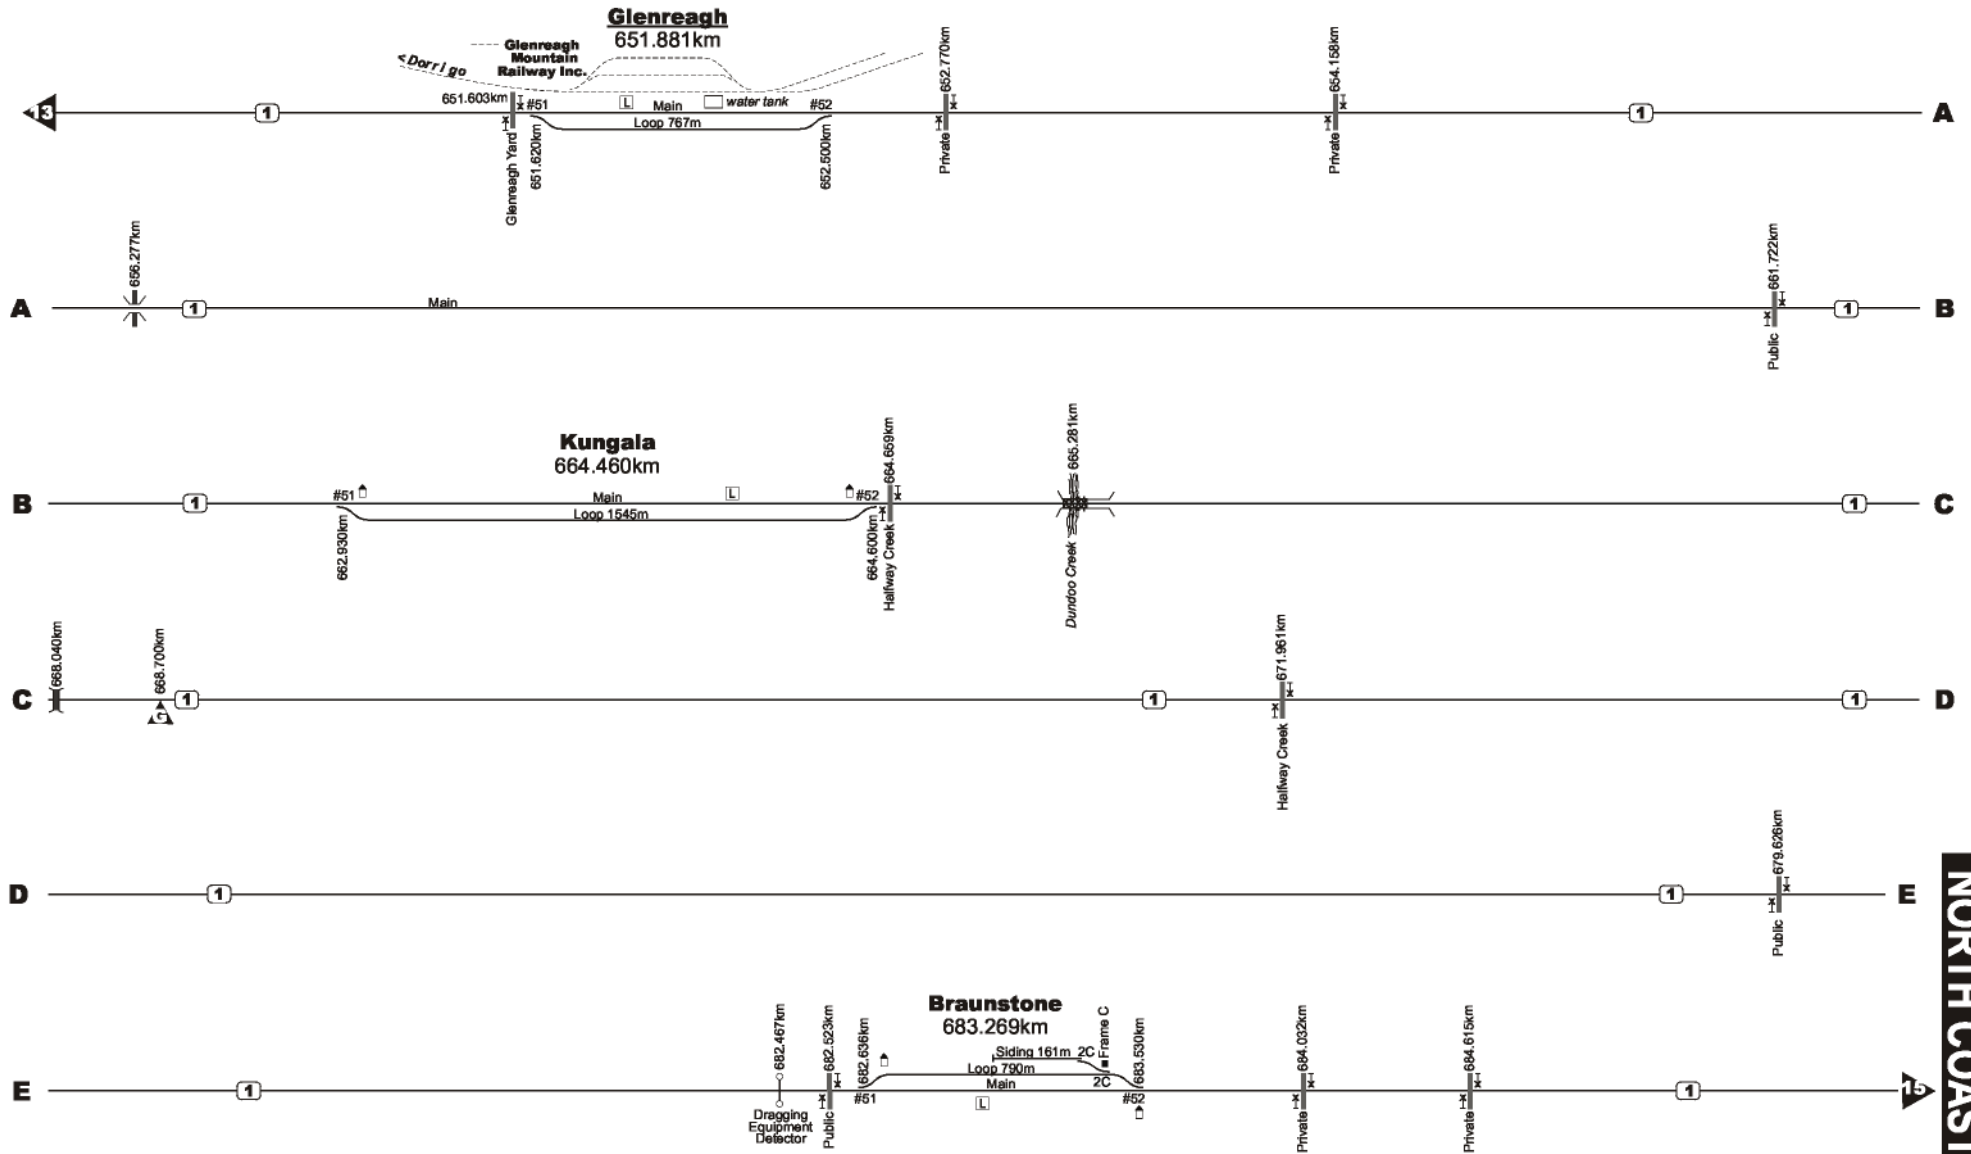 Glenreagh
651.881km
Glenreagh
Mountain
Railway Inc.
<Dorrigo
13
1
651.603km
#51
L
Main
water tank
#52
Loop 767m
Glenreagh Yard
651.620km
652.500km
652.770km
Private
654.158km
Private
1
A
A
656.277km
1
Main
661.722km
Public
1
B
Kungala
664.460km
B
1
#51
662.930km
Main
Loop 1545m
L
#52
664.600km
664.659km
Halfway Creek
665.281km
Dundoo Creek
1
C
C
668.040km
668.700km
G
1
1
671.961km
Halfway Creek
1
D
D
1
1
679.626km
Public
E
Braunstone
683.269km
E
1
682.467km
Dragging
Equipment
Detector
682.523km
Public
682.636km
#51
Siding 161m 2C
Loop 790m
Main
2C
L
Frame C
683.530km
#52
684.032km
Private
684.615km
Private
1
15
NORTH COAST